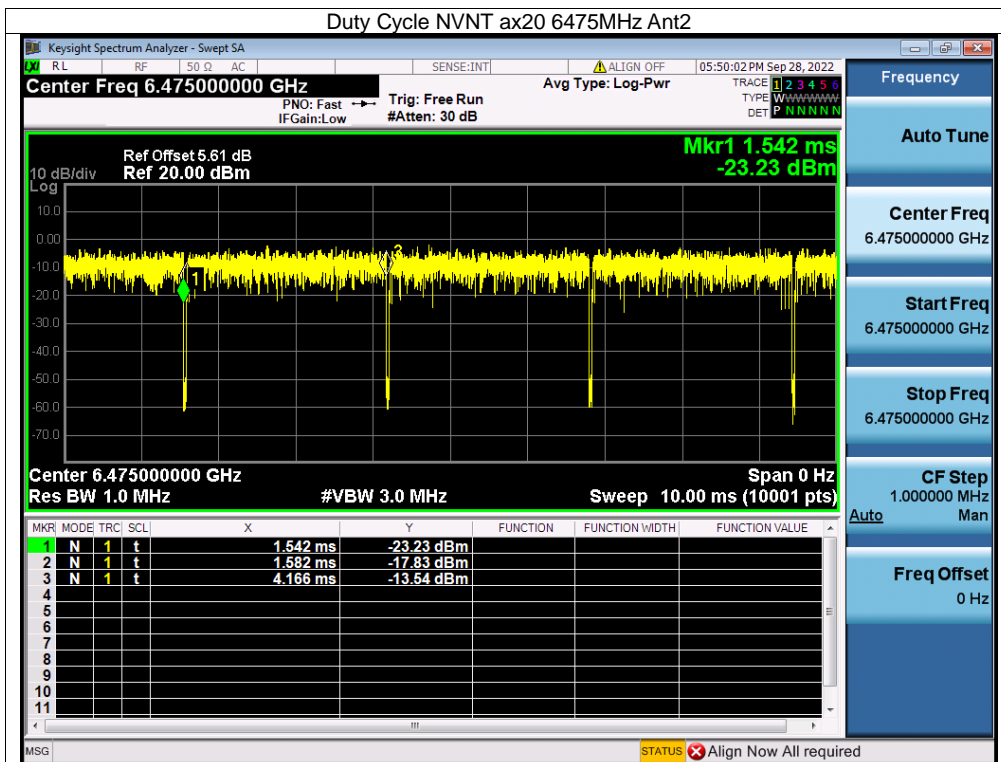 Duty Cycle NVNT ax20 6475MHz Ant2
Keysight Spectrum Analyzer - Swept SA
LXI RL RF 50 Ω AC SENSE:INT ALIGN OFF 05:50:02 PM Sep 28, 2022
Center Freq 6.475000000 GHz
PNO: Fast
IFGain:Low
Trig: Free Run
#Atten: 30 dB
Avg Type: Log-Pwr
TRACE 1 2 3 4 5 6
TYPE WWWWWW
DET P N N N N N
Mkr1 1.542 ms
-23.23 dBm
Ref Offset 5.61 dB
10 dB/div Ref 20.00 dBm
Log
10.0
0.00
-10.0
-20.0
-30.0
-40.0
-50.0
-60.0
-70.0
1
3
Center 6.475000000 GHz Span 0 Hz
Res BW 1.0 MHz #VBW 3.0 MHz Sweep 10.00 ms (10001 pts)
MKR MODE TRC SCL X Y FUNCTION FUNCTION WIDTH FUNCTION VALUE
1 N 1 t 1.542 ms -23.23 dBm
2 N 1 t 1.582 ms -17.83 dBm
3 N 1 t 4.166 ms -13.54 dBm
4
5
6
7
8
9
10
11
MSG STATUS Align Now All required
Frequency
Auto Tune
Center Freq
6.475000000 GHz
Start Freq
6.475000000 GHz
Stop Freq
6.475000000 GHz
CF Step
1.000000 MHz
Auto Man
Freq Offset
0 Hz